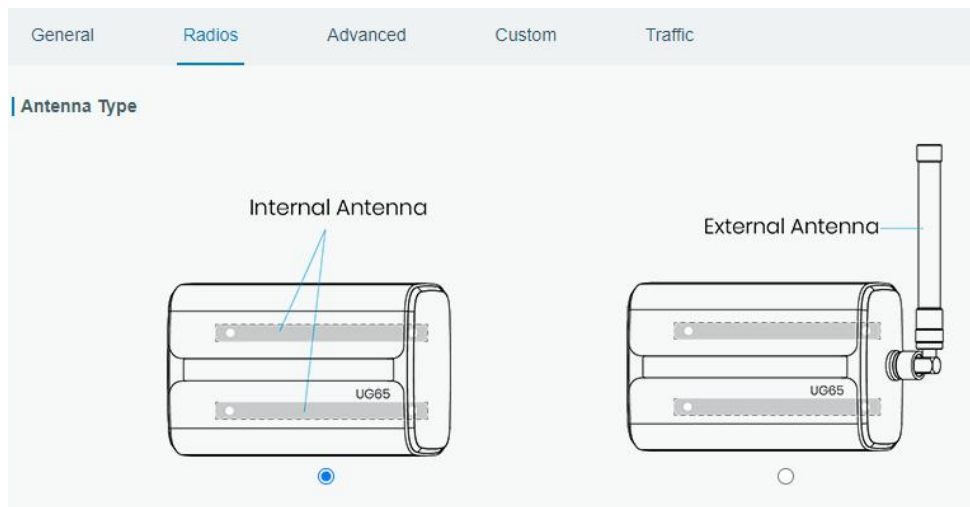 General Radios Advanced Custom Traffic
Antenna Type
Internal Antenna
External Antenna
UG65
UG65